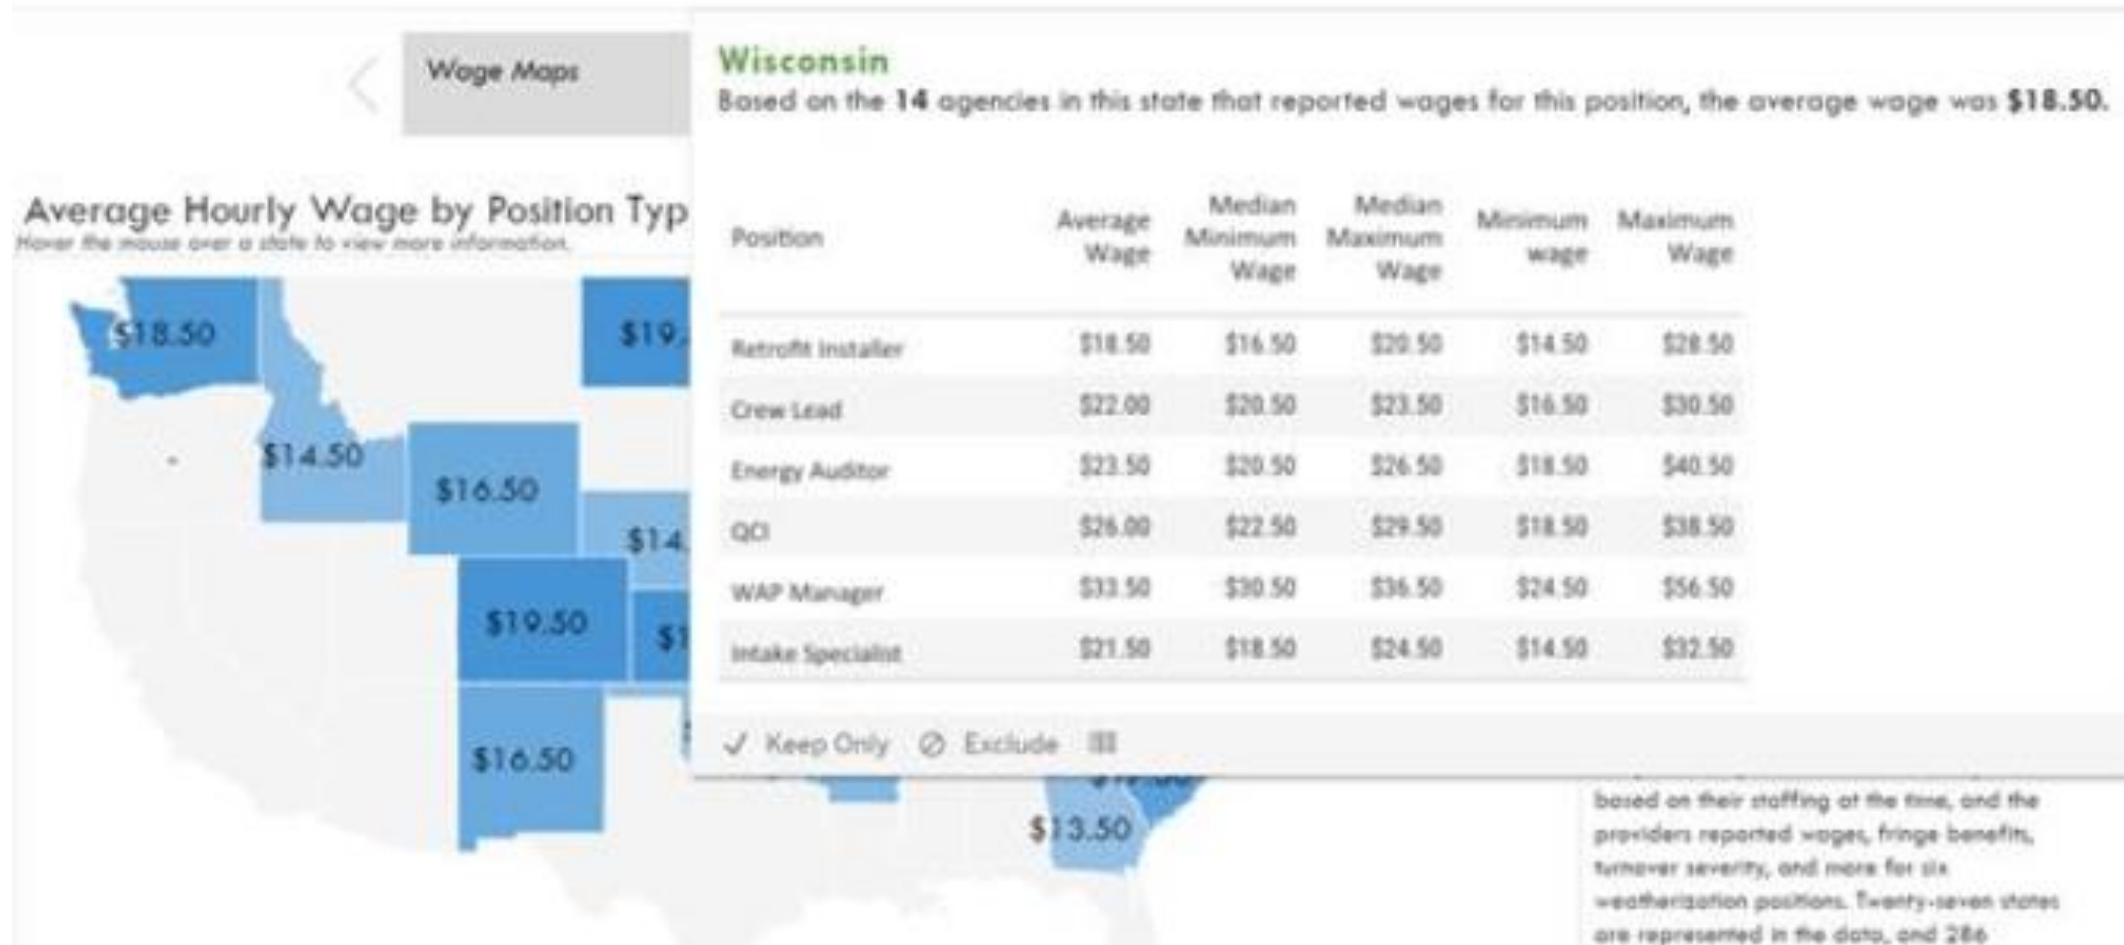 Wage Maps
Wisconsin
Based on the 14 agencies in this state that reported wages for this position, the average wage was $18.50.
Average Hourly Wage by Position Typ
Hover the mouse over a state to view more information.
Position Average Wage Median Minimum Wage Median Maximum Wage Minimum wage Maximum Wage
Retrofit Installer $18.50 $16.50 $20.50 $14.50 $28.50
Crew Lead $22.00 $20.50 $23.50 $16.50 $30.50
Energy Auditor $23.50 $20.50 $26.50 $18.50 $40.50
QCI $26.00 $22.50 $29.50 $18.50 $38.50
WAP Manager $33.50 $30.50 $36.50 $24.50 $56.50
Intake Specialist $21.50 $18.50 $24.50 $14.50 $32.50
Keep Only Exclude
$18.50
$19.
$14.50
$16.50
$14.
$19.50
$1
$16.50
$13.50
based on their staffing at the time, and the
providers reported wages, fringe benefits,
turnover severity, and more for six
weatherization positions. Twenty-seven states
are represented in the data, and 286